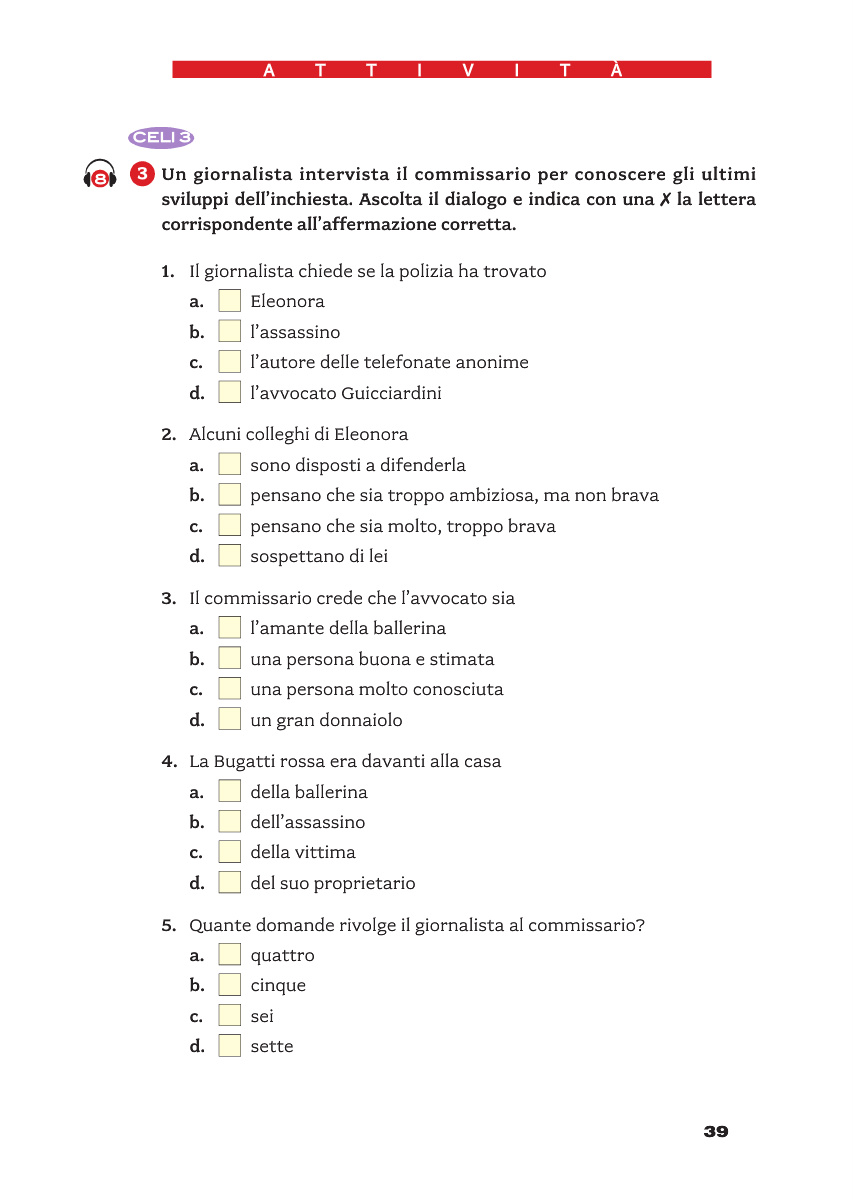 A T T I V I T À
CELI 3
8 3 Un giornalista intervista il commissario per conoscere gli ultimi
sviluppi dell'inchiesta. Ascolta il dialogo e indica con una ✗ la lettera
corrispondente all'affermazione corretta.
1. Il giornalista chiede se la polizia ha trovato
a. Eleonora
b. l'assassino
c. l'autore delle telefonate anonime
d. l'avvocato Guicciardini
2. Alcuni colleghi di Eleonora
a. sono disposti a difenderla
b. pensano che sia troppo ambiziosa, ma non brava
c. pensano che sia molto, troppo brava
d. sospettano di lei
3. Il commissario crede che l'avvocato sia
a. l'amante della ballerina
b. una persona buona e stimata
c. una persona molto conosciuta
d. un gran donnaiolo
4. La Bugatti rossa era davanti alla casa
a. della ballerina
b. dell'assassino
c. della vittima
d. del suo proprietario
5. Quante domande rivolge il giornalista al commissario?
a. quattro
b. cinque
c. sei
d. sette
39